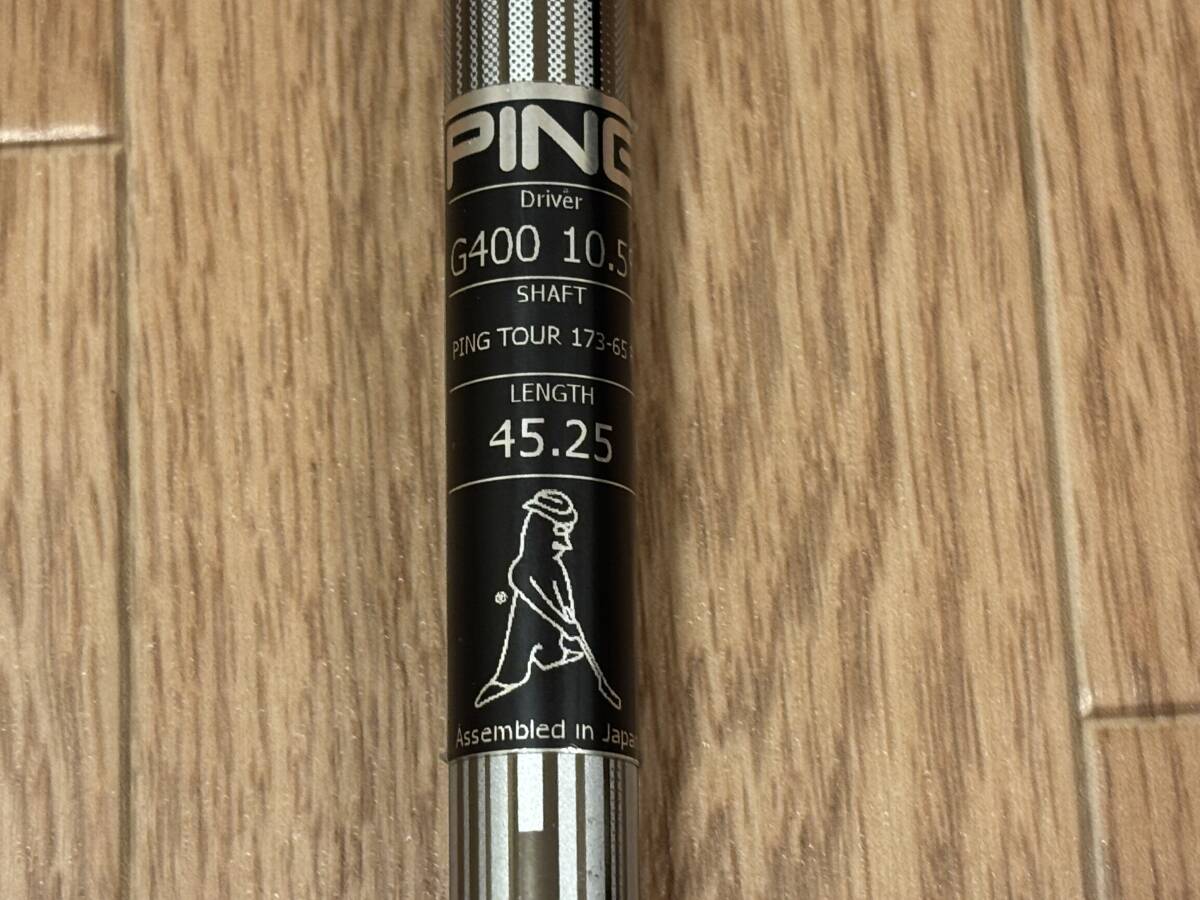 PING
Driver
G400 10.5°
SHAFT
PING TOUR 173-65
LENGTH
45.25
®
Assembled in Japan